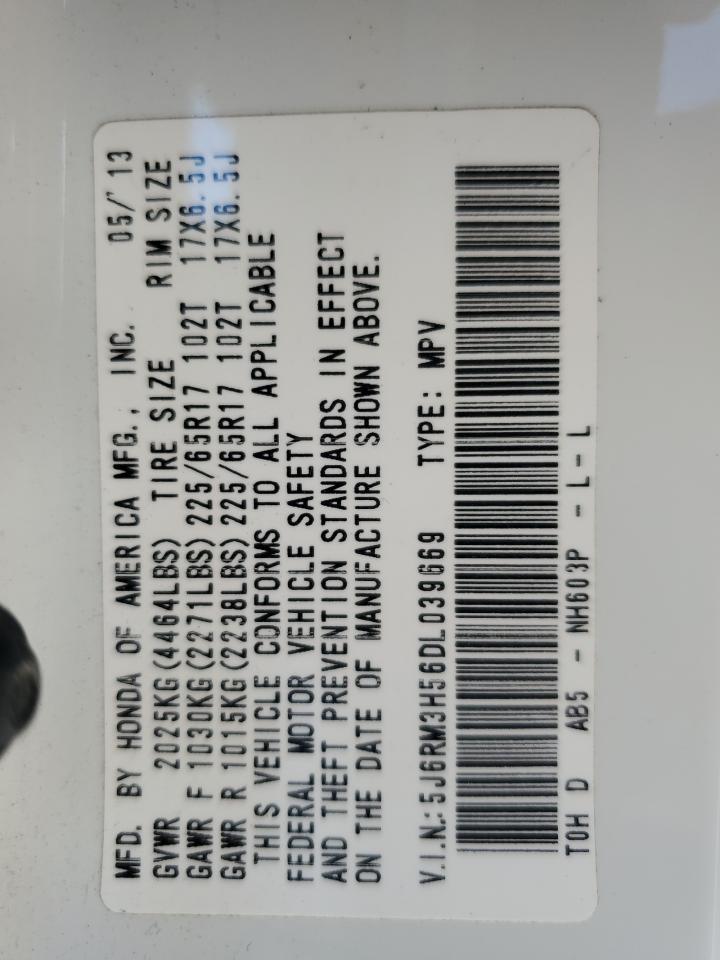 MFD. BY HONDA OF AMERICA MFG., INC. 05/'13
GVWR 2025KG(4464LBS) TIRE SIZE RIM SIZE
GAWR F 1030KG(2271LBS) 225/65R17 102T 17X6.5J
GAWR R 1015KG(2238LBS) 225/65R17 102T 17X6.5J
THIS VEHICLE CONFORMS TO ALL APPLICABLE
FEDERAL MOTOR VEHICLE SAFETY
AND THEFT PREVENTION STANDARDS IN EFFECT
ON THE DATE OF MANUFACTURE SHOWN ABOVE.
V.I.N.: 5J6RM3H56DL039669 TYPE: MPV
T0H D AB5 - NH603P - L - L